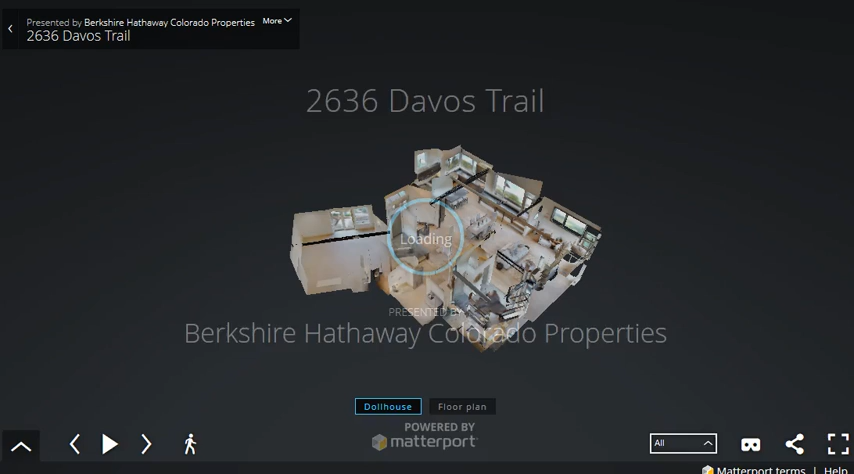 Presented by Berkshire Hathaway Colorado Properties More
2636 Davos Trail
2636 Davos Trail
Loading
PRESENTED BY
Berkshire Hathaway Colorado Properties
Dollhouse Floor plan
POWERED BY
matterport
All
Matterport terms | Help